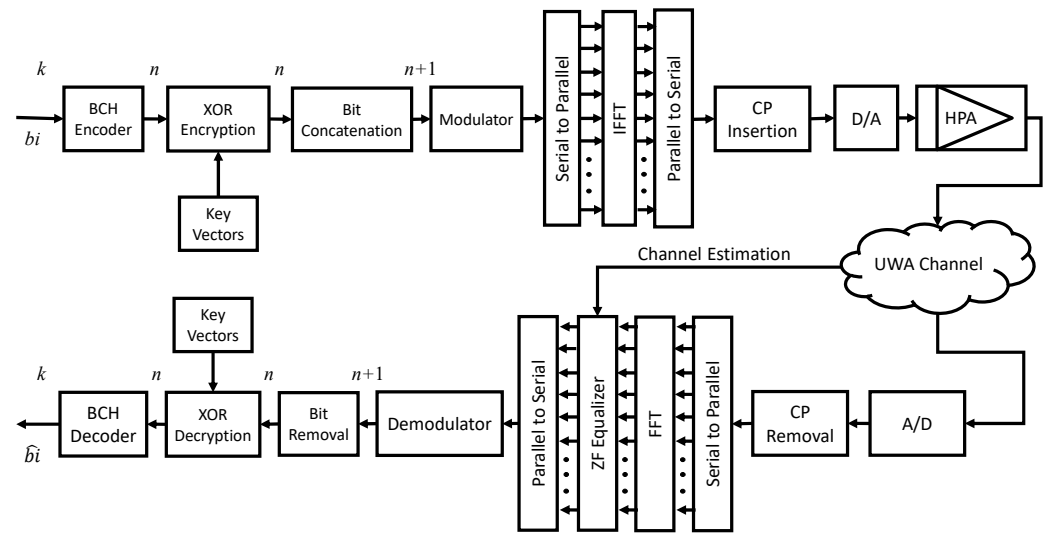 k
n
n
n+1
bi
BCH
Encoder
XOR
Encryption
Bit
Concatenation
Modulator
Serial to Parallel
IFFT
Parallel to Serial
CP
Insertion
D/A
HPA
Key
Vectors
Channel Estimation
UWA Channel
Key
Vectors
k
n
n
n+1
BCH
Decoder
XOR
Decryption
Bit
Removal
Demodulator
Parallel to Serial
ZF Equalizer
FFT
Serial to Parallel
CP
Removal
A/D
b̂i